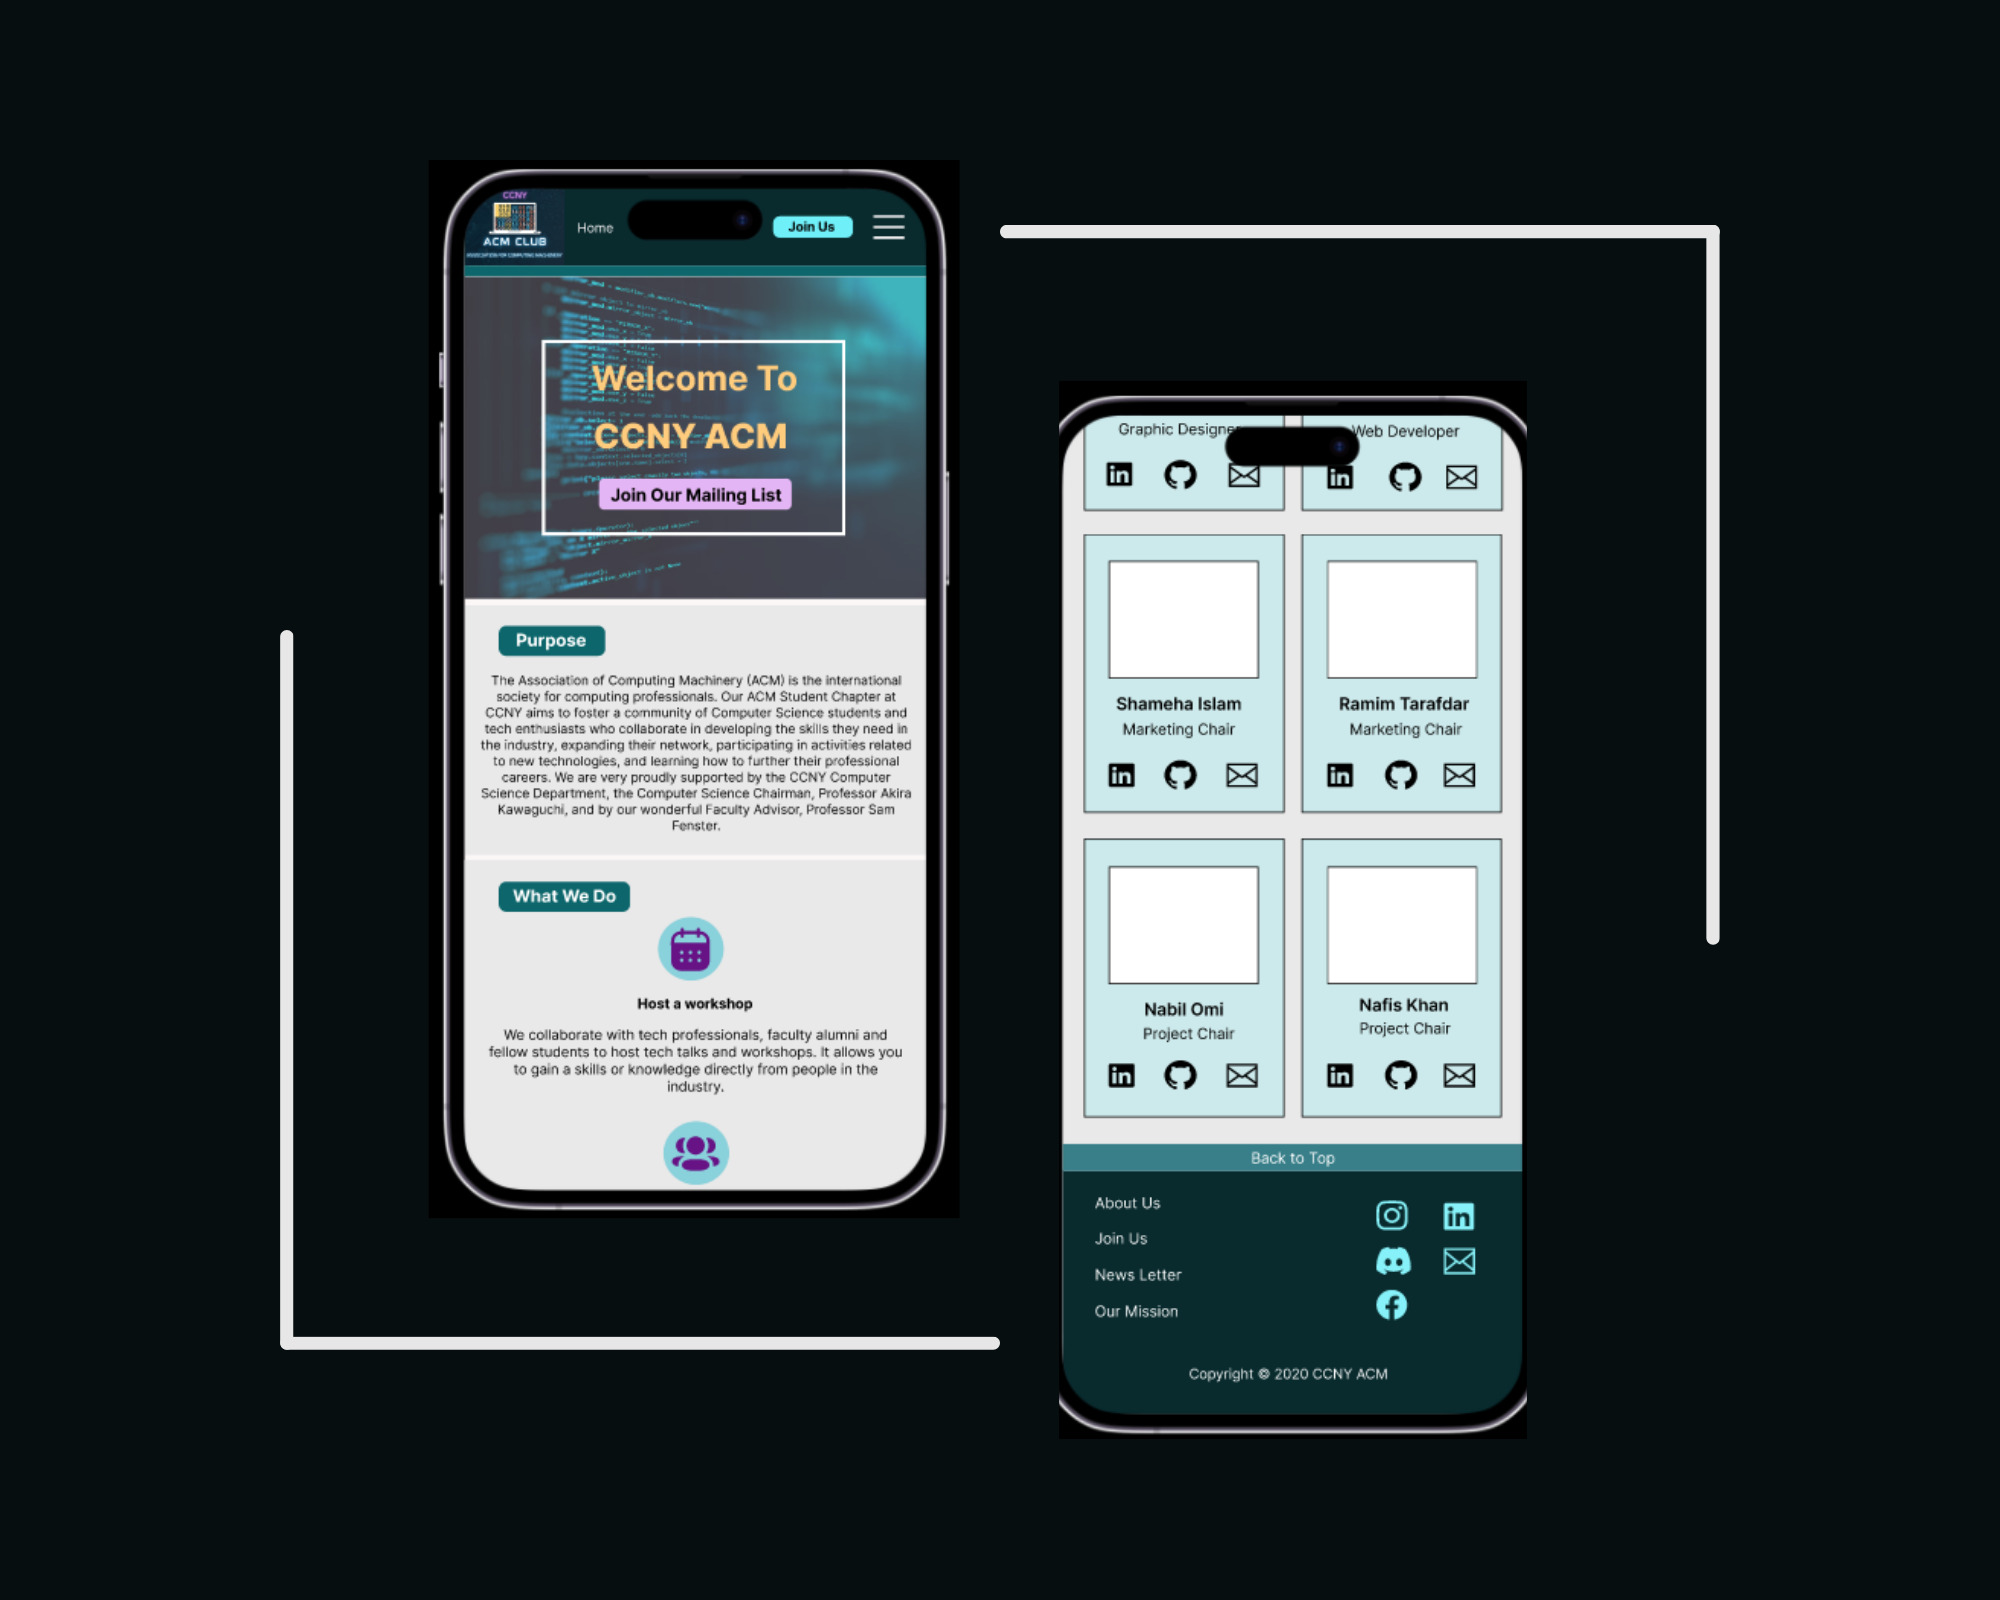 CCNY
ACM CLUB
ASSOCIATION FOR COMPUTING MACHINERY
Home
Join Us
Welcome To
CCNY ACM
Join Our Mailing List
Purpose
The Association of Computing Machinery (ACM) is the international
society for computing professionals. Our ACM Student Chapter at
CCNY aims to foster a community of Computer Science students and
tech enthusiasts who collaborate in developing the skills they need in
the industry, expanding their network, participating in activities related
to new technologies, and learning how to further their professional
careers. We are very proudly supported by the CCNY Computer
Science Department, the Computer Science Chairman, Professor Akira
Kawaguchi, and by our wonderful Faculty Advisor, Professor Sam
Fenster.
What We Do
Host a workshop
We collaborate with tech professionals, faculty alumni and
fellow students to host tech talks and workshops. It allows you
to gain a skills or knowledge directly from people in the
industry.
Graphic Designer
Web Developer
Shameha Islam
Marketing Chair
Ramim Tarafdar
Marketing Chair
Nabil Omi
Project Chair
Nafis Khan
Project Chair
Back to Top
About Us
Join Us
News Letter
Our Mission
Copyright © 2020 CCNY ACM